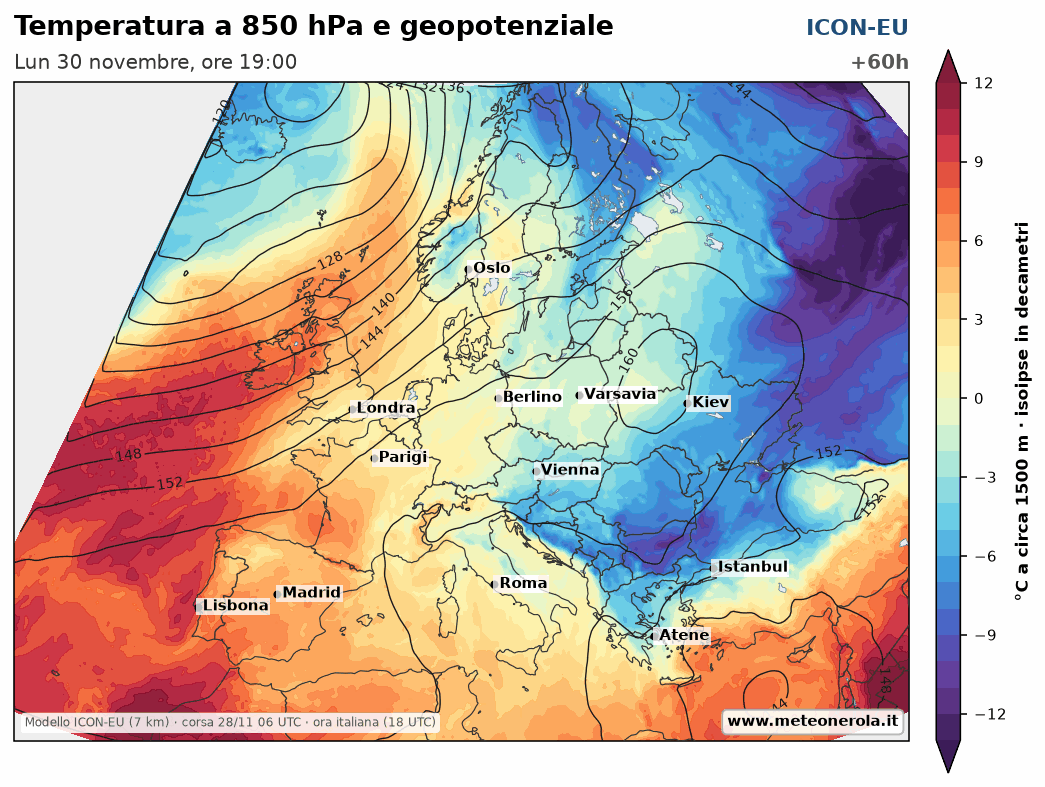 Temperatura a 850 hPa e geopotenziale
ICON-EU
Lun 30 novembre, ore 19:00
+60h
120
132
136
144
128
140
144
156
160
148
152
152
152
148
Oslo
Berlino
Varsavia
Kiev
Londra
Parigi
Vienna
Roma
Istanbul
Madrid
Lisbona
Atene
12
9
6
3
0
−3
−6
−9
−12
°C a circa 1500 m · isoipse in decametri
Modello ICON-EU (7 km) · corsa 28/11 06 UTC · ora italiana (18 UTC)
www.meteonerola.it